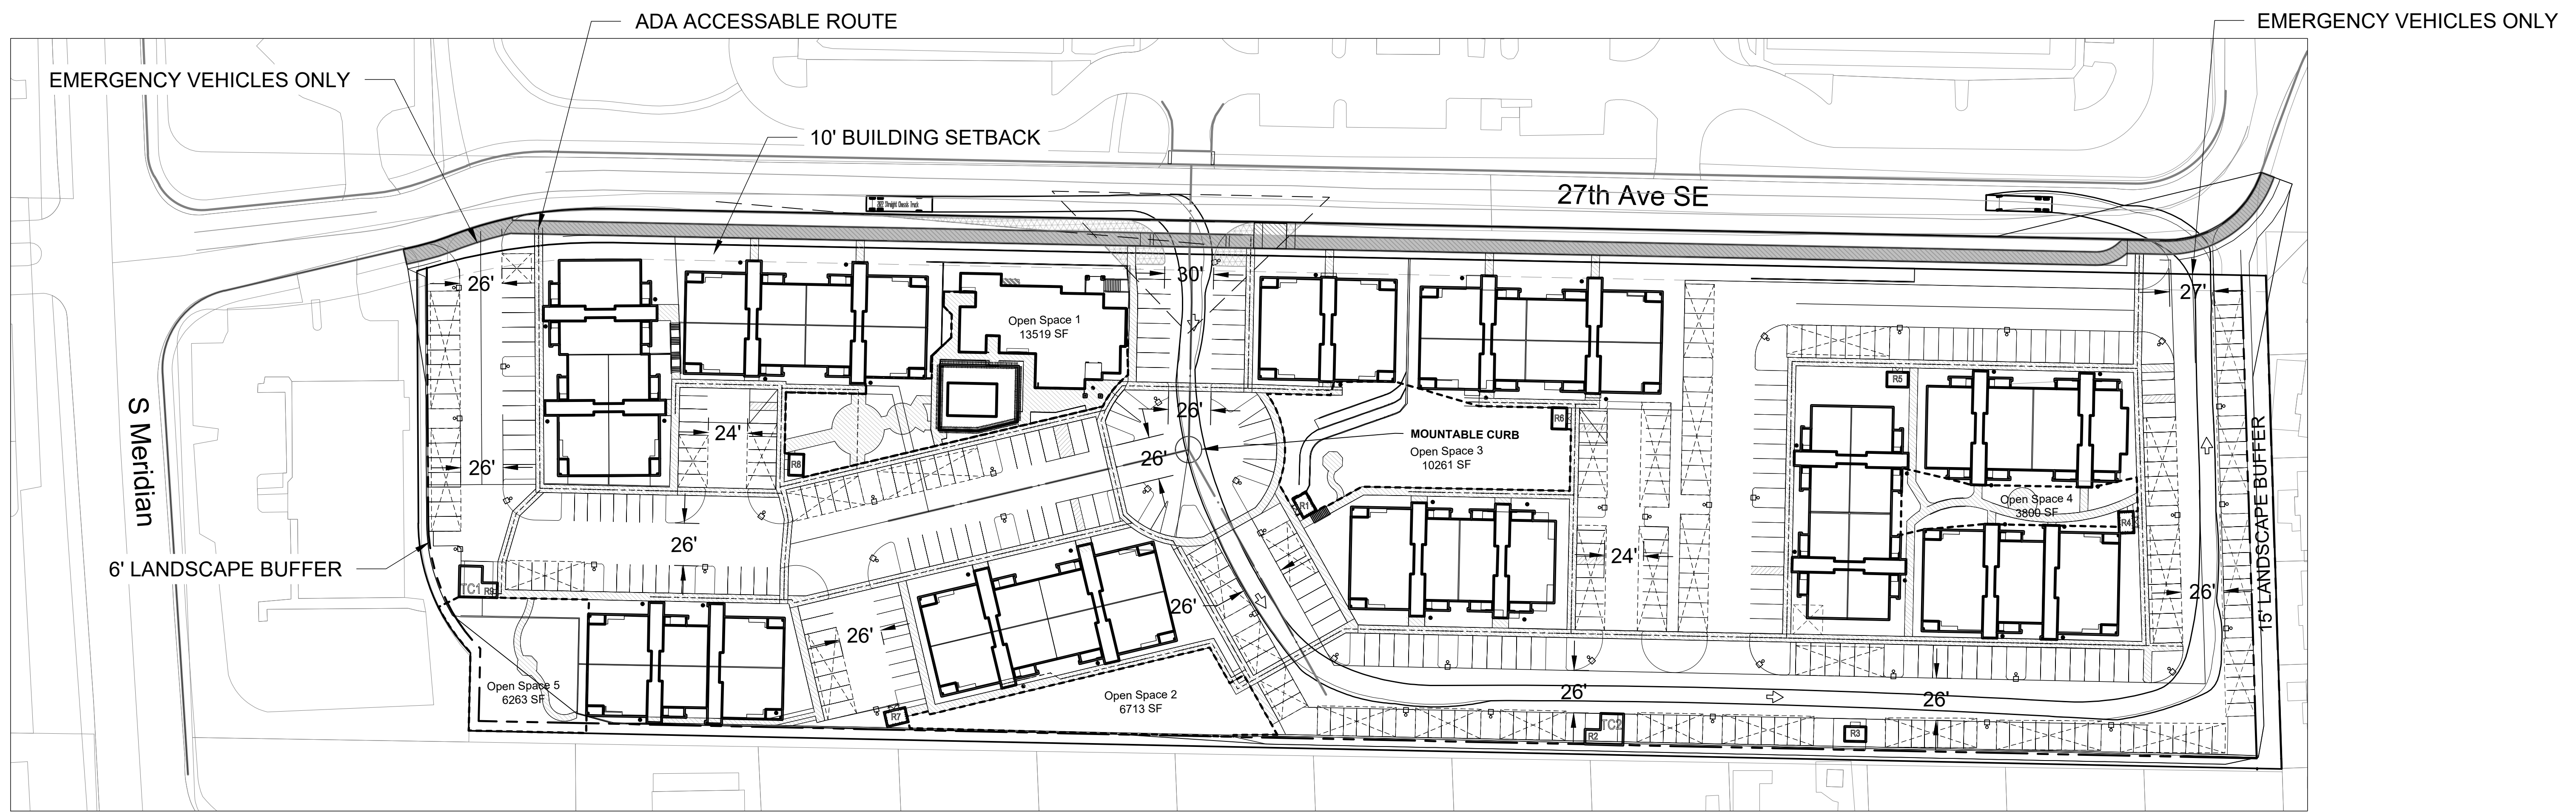 ADA ACCESSABLE ROUTE
EMERGENCY VEHICLES ONLY
EMERGENCY VEHICLES ONLY
10' BUILDING SETBACK
27th Ave SE
30'
26'
27'
Open Space 1
13519 SF
26'
24'
MOUNTABLE CURB
Open Space 3
10261 SF
26'
26'
R8
R6
R5
R1
Open Space 4
3800 SF
R4
S Meridian
26'
24'
6' LANDSCAPE BUFFER
TC1
R9
26'
26'
26'
15' LANDSCAPE BUFFER
Open Space 5
6263 SF
Open Space 2
6713 SF
R7
26'
26'
TC2
R2
R3